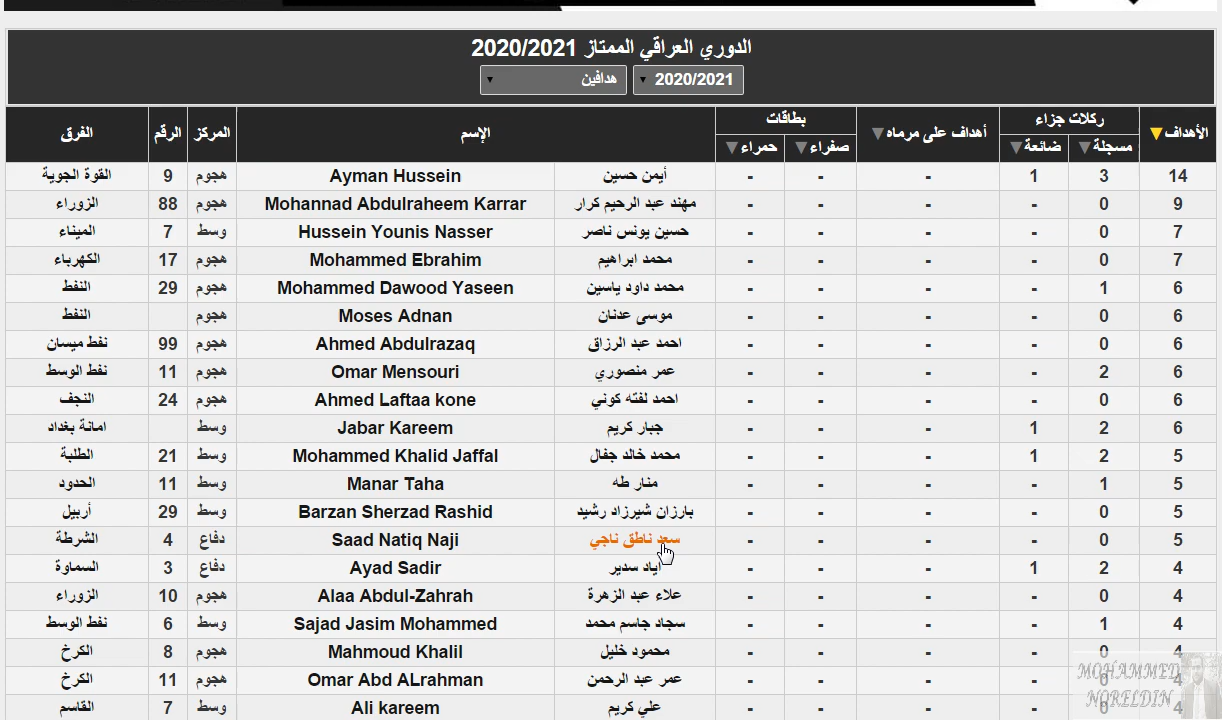 الدوري العراقي الممتاز 2020/2021
2020/2021 هدافين
الأهداف ركلات جزاء مسجلة ضائعة أهداف على مرماه بطاقات صفراء حمراء الإسم المركز الرقم الفرق
14 3 1 - - - أيمن حسين Ayman Hussein هجوم 9 القوة الجوية
9 0 - - - - مهند عبد الرحيم كرار Mohannad Abdulraheem Karrar هجوم 88 الزوراء
7 0 - - - - حسين يونس ناصر Hussein Younis Nasser وسط 7 الميناء
7 0 - - - - محمد ابراهيم Mohammed Ebrahim هجوم 17 الكهرباء
6 1 - - - - محمد داود ياسين Mohammed Dawood Yaseen هجوم 29 النفط
6 0 - - - - موسى عدنان Moses Adnan هجوم النفط
6 0 - - - - احمد عبد الرزاق Ahmed Abdulrazaq هجوم 99 نفط ميسان
6 2 - - - - عمر منصوري Omar Mensouri هجوم 11 نفط الوسط
6 0 - - - - احمد لفته كوني Ahmed Laftaa kone هجوم 24 النجف
6 2 1 - - - جبار كريم Jabar Kareem وسط امانة بغداد
5 2 1 - - - محمد خالد جفال Mohammed Khalid Jaffal وسط 21 الطلبة
5 1 - - - - منار طه Manar Taha وسط 11 الحدود
5 0 - - - - بارزان شيرزاد رشيد Barzan Sherzad Rashid وسط 29 أربيل
5 0 - - - - سعد ناطق ناجي Saad Natiq Naji دفاع 4 الشرطة
4 2 1 - - - اياد سدير Ayad Sadir دفاع 3 السماوة
4 0 - - - - علاء عبد الزهرة Alaa Abdul-Zahrah هجوم 10 الزوراء
4 1 - - - - سجاد جاسم محمد Sajad Jasim Mohammed وسط 6 نفط الوسط
4 0 - - - - محمود خليل Mahmoud Khalil هجوم 8 الكرخ
4 0 - - - - عمر عبد الرحمن Omar Abd ALrahman هجوم 11 الكرخ
4 0 - - - - علي كريم Ali kareem وسط 7 القاسم
MOHAMMED
NORELDIN